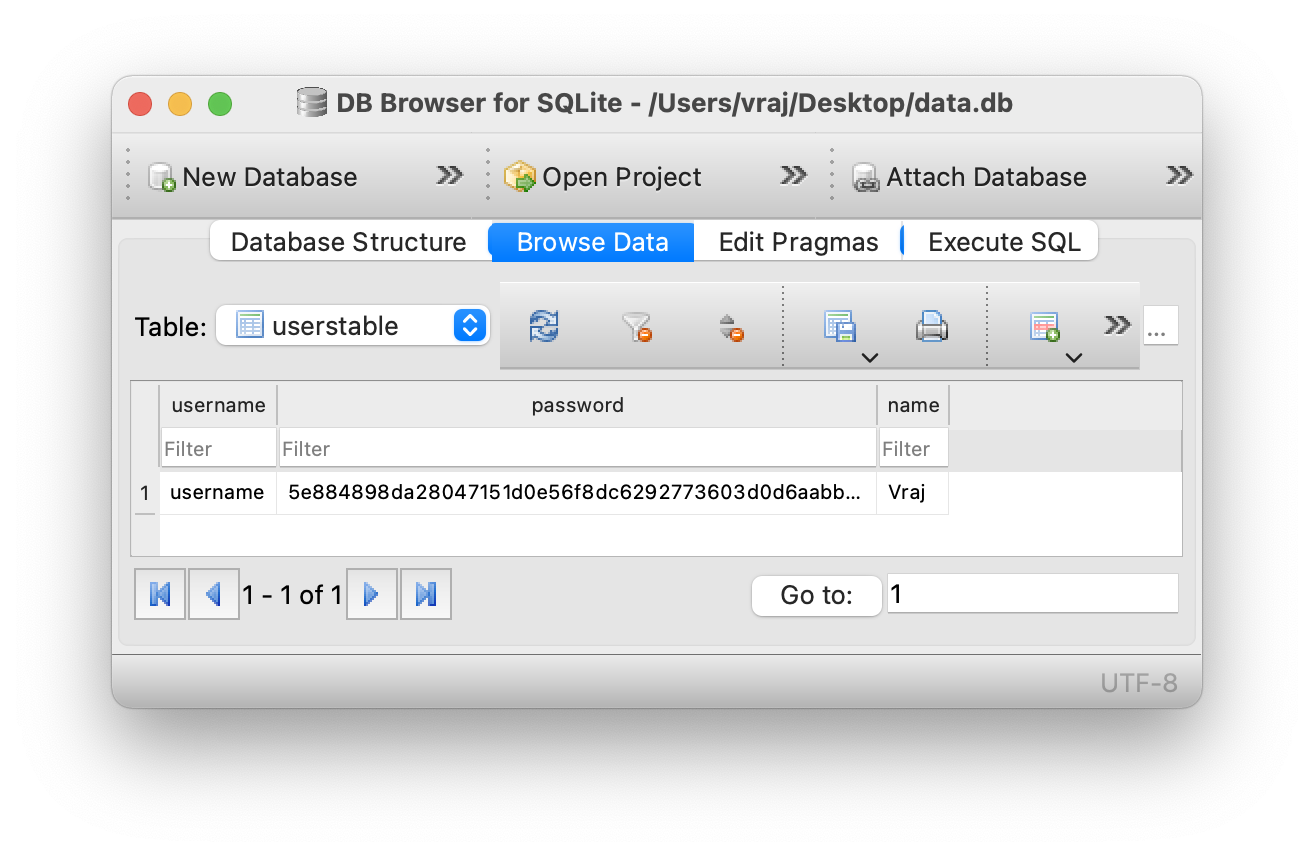 DB Browser for SQLite - /Users/vraj/Desktop/data.db
New Database Open Project Attach Database
Database Structure Browse Data Edit Pragmas Execute SQL
Table: userstable ...
username password name
Filter Filter Filter
1 username 5e884898da28047151d0e56f8dc6292773603d0d6aabb... Vraj
1 - 1 of 1 Go to: 1
UTF-8